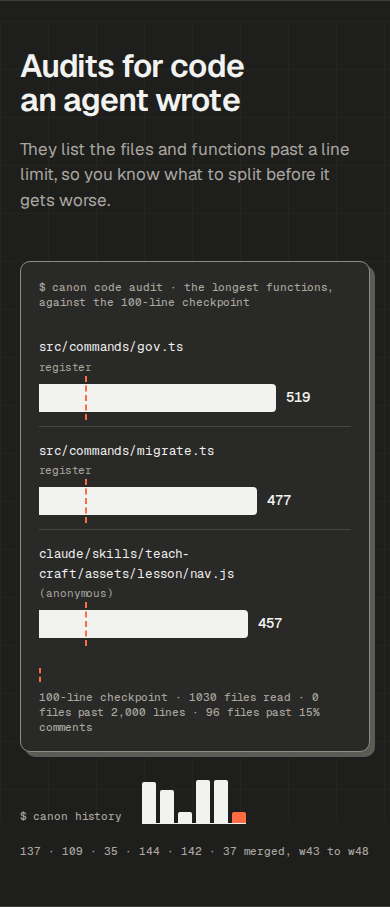 Audits for code
an agent wrote
They list the files and functions past a line
limit, so you know what to split before it
gets worse.
$ canon code audit · the longest functions,
against the 100-line checkpoint
src/commands/gov.ts
register
519
src/commands/migrate.ts
register
477
claude/skills/teach-
craft/assets/lesson/nav.js
(anonymous)
457
100-line checkpoint · 1030 files read · 0
files past 2,000 lines · 96 files past 15%
comments
$ canon history
137 · 109 · 35 · 144 · 142 · 37 merged, w43 to w48